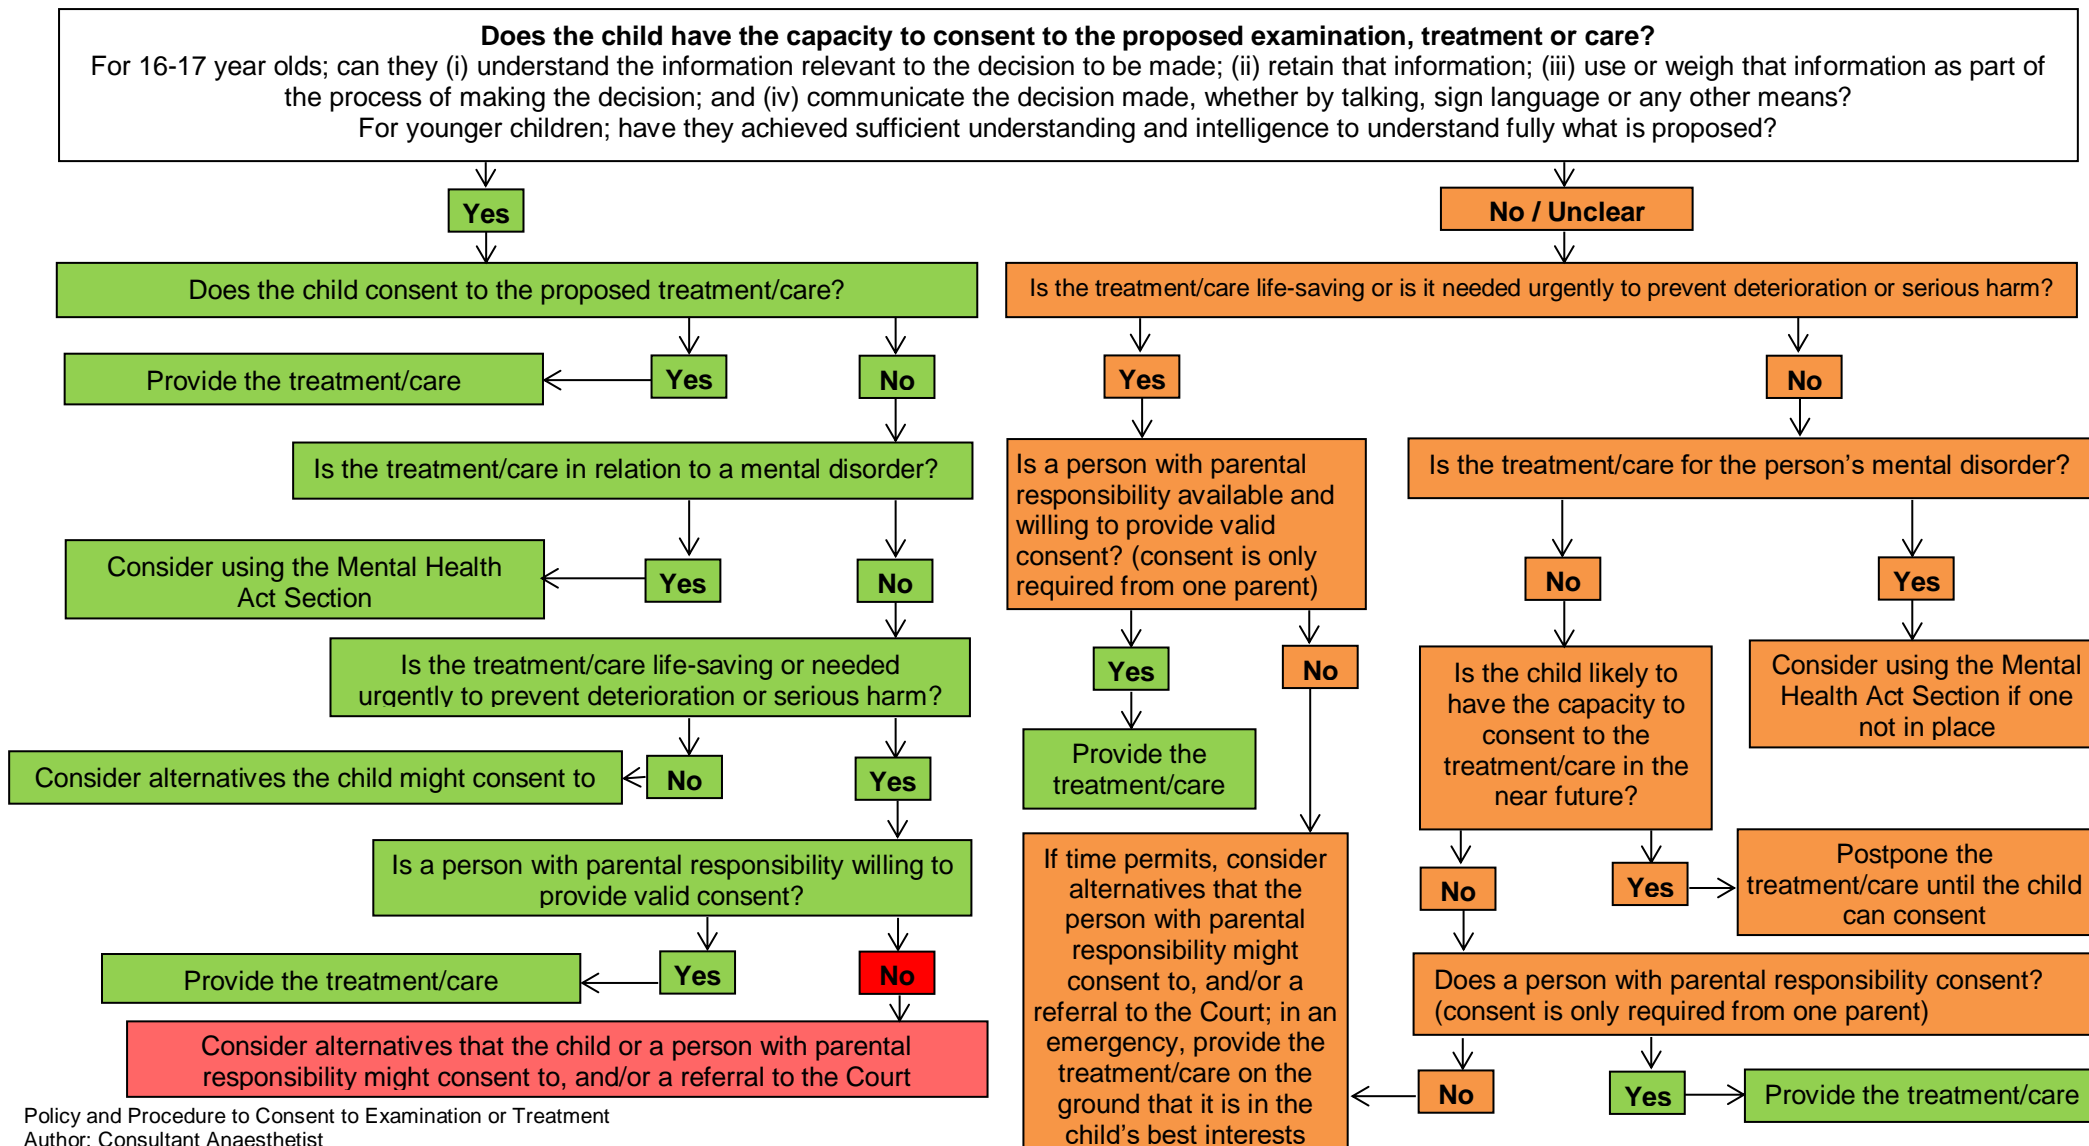 Does the child have the capacity to consent to the proposed examination, treatment or care?
For 16-17 year olds; can they (i) understand the information relevant to the decision to be made; (ii) retain that information; (iii) use or weigh that information as part of
the process of making the decision; and (iv) communicate the decision made, whether by talking, sign language or any other means?
For younger children; have they achieved sufficient understanding and intelligence to understand fully what is proposed?
Yes
Does the child consent to the proposed treatment/care?
Provide the treatment/care
Yes
No
Is the treatment/care in relation to a mental disorder?
Consider using the Mental Health
Act Section
Yes
No
Is the treatment/care life-saving or needed
urgently to prevent deterioration or serious harm?
Consider alternatives the child might consent to
No
Yes
Is a person with parental responsibility willing to
provide valid consent?
Provide the treatment/care
Yes
No
Consider alternatives that the child or a person with parental
responsibility might consent to, and/or a referral to the Court
No / Unclear
Is the treatment/care life-saving or is it needed urgently to prevent deterioration or serious harm?
Yes
No
Is a person with parental
responsibility available and
willing to provide valid
consent? (consent is only
required from one parent)
Yes
No
Provide the
treatment/care
If time permits, consider
alternatives that the
person with parental
responsibility might
consent to, and/or a
referral to the Court; in an
emergency, provide the
treatment/care on the
ground that it is in the
child's best interests
Is the treatment/care for the person's mental disorder?
No
Yes
Is the child likely to
have the capacity to
consent to the
treatment/care in the
near future?
Consider using the Mental
Health Act Section if one
not in place
No
Yes
Postpone the
treatment/care until the child
can consent
Does a person with parental responsibility consent?
(consent is only required from one parent)
No
Yes
Provide the treatment/care
Policy and Procedure to Consent to Examination or Treatment
Author: Consultant Anaesthetist